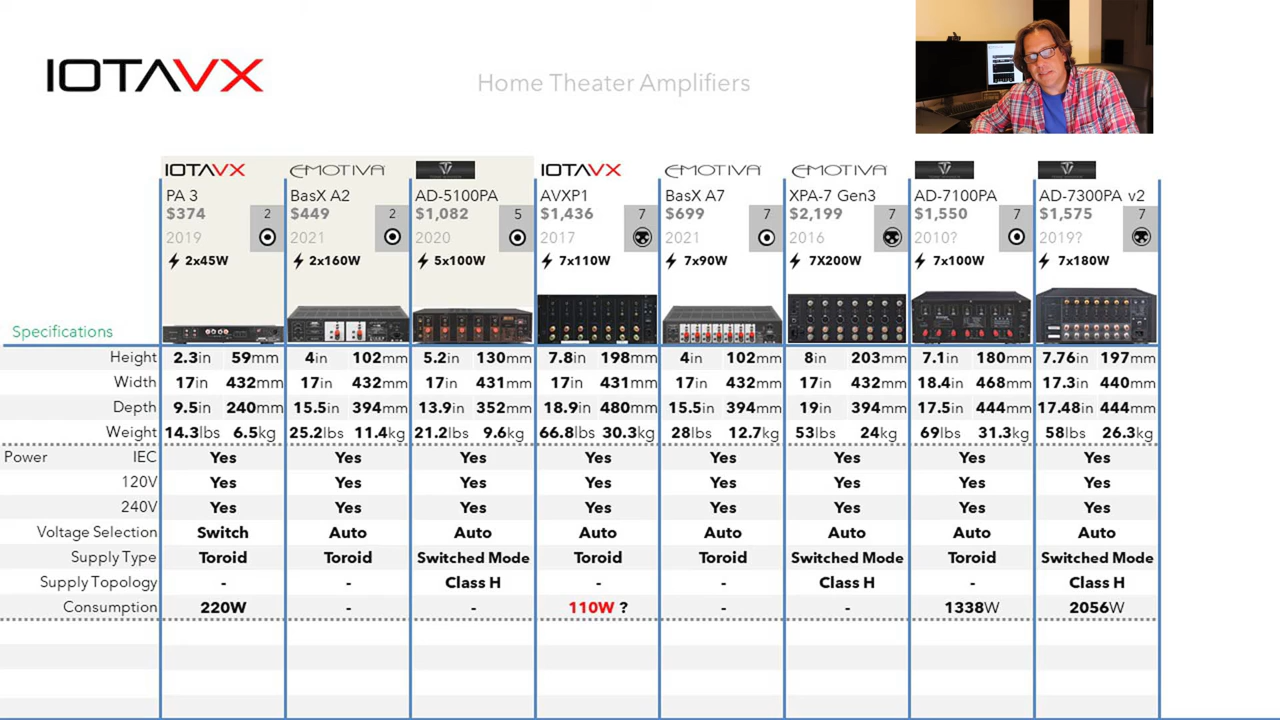 IOTAVX
Home Theater Amplifiers
IOTAVX EMOTIVA IOTAVX EMOTIVA EMOTIVA
PA 3 BasX A2 AD-5100PA AVXP1 BasX A7 XPA-7 Gen3 AD-7100PA AD-7300PA v2
$374 2 $449 2 $1,082 5 $1,436 7 $699 7 $2,199 7 $1,550 7 $1,575 7
2019 2021 2020 2017 2021 2016 2010? 2019?
2x45W 2x160W 5x100W 7x110W 7x90W 7X200W 7x100W 7x180W
Specifications
Height 2.3in 59mm 4in 102mm 5.2in 130mm 7.8in 198mm 4in 102mm 8in 203mm 7.1in 180mm 7.76in 197mm
Width 17in 432mm 17in 432mm 17in 431mm 17in 431mm 17in 432mm 17in 432mm 18.4in 468mm 17.3in 440mm
Depth 9.5in 240mm 15.5in 394mm 13.9in 352mm 18.9in 480mm 15.5in 394mm 19in 394mm 17.5in 444mm 17.48in 444mm
Weight 14.3lbs 6.5kg 25.2lbs 11.4kg 21.2lbs 9.6kg 66.8lbs 30.3kg 28lbs 12.7kg 53lbs 24kg 69lbs 31.3kg 58lbs 26.3kg
Power IEC Yes Yes Yes Yes Yes Yes Yes Yes
120V Yes Yes Yes Yes Yes Yes Yes Yes
240V Yes Yes Yes Yes Yes Yes Yes Yes
Voltage Selection Switch Auto Auto Auto Auto Auto Auto Auto
Supply Type Toroid Toroid Switched Mode Toroid Toroid Switched Mode Toroid Switched Mode
Supply Topology - - Class H - - Class H - Class H
Consumption 220W - - 110W ? - - 1338W 2056W